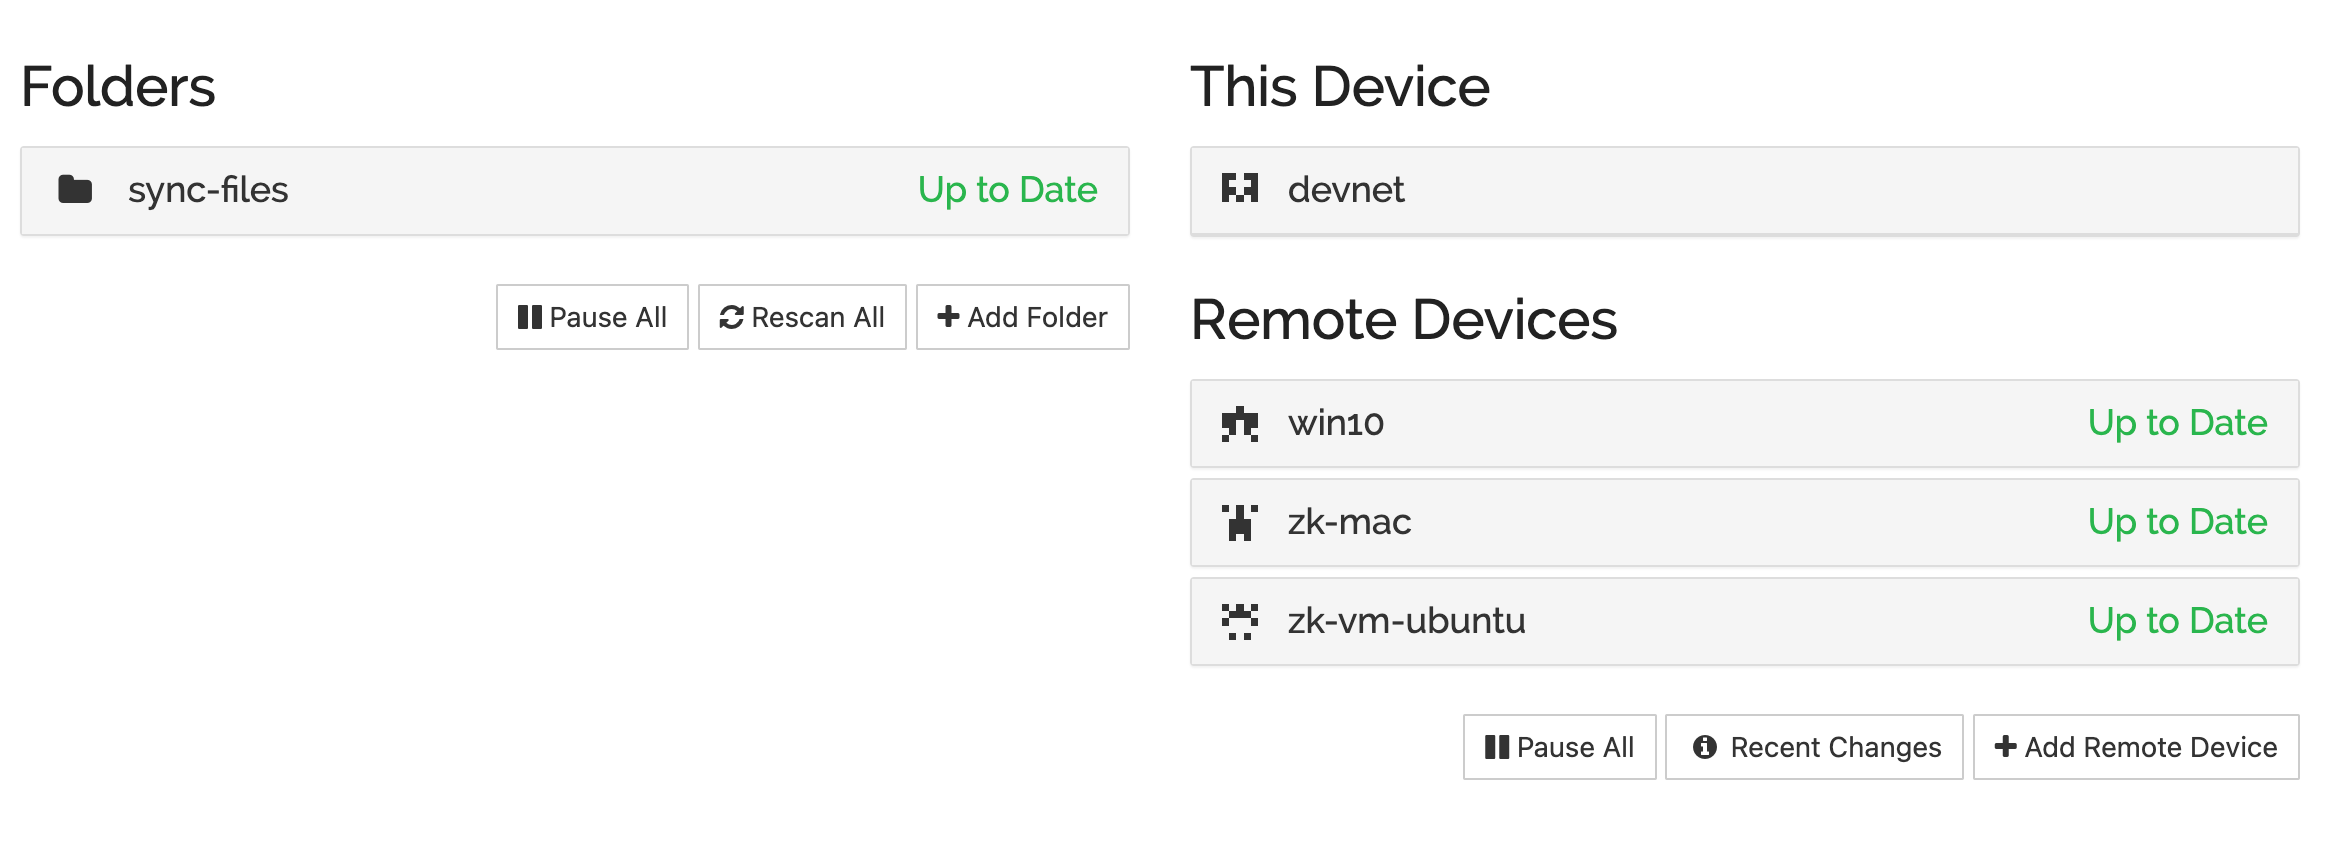 Folders
sync-files Up to Date
Pause All Rescan All Add Folder
This Device
devnet
Remote Devices
win10 Up to Date
zk-mac Up to Date
zk-vm-ubuntu Up to Date
Pause All Recent Changes Add Remote Device